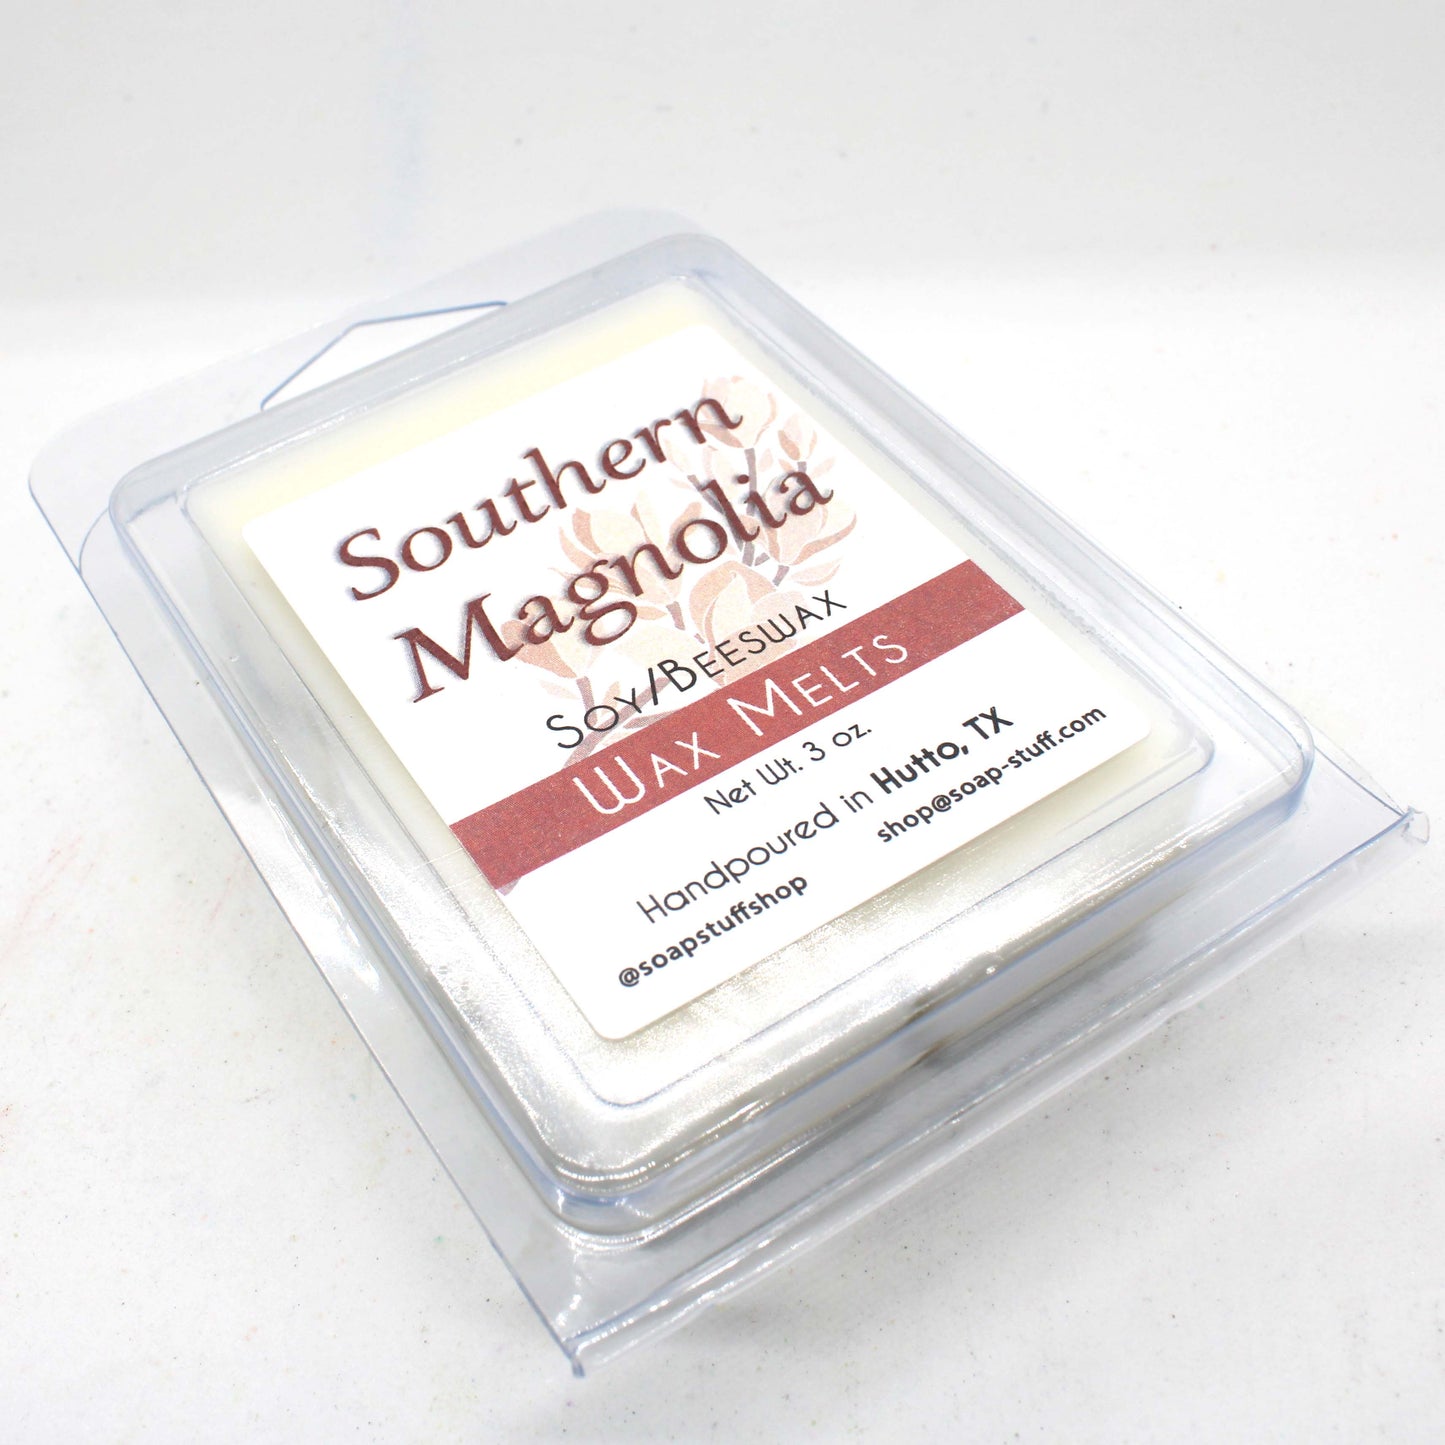 Southern
Magnolia
Soy/Beeswax
Wax Melts
Net Wt. 3 oz.
Handpoured in Hutto, TX
@soapstuffshop shop@soap-stuff.com